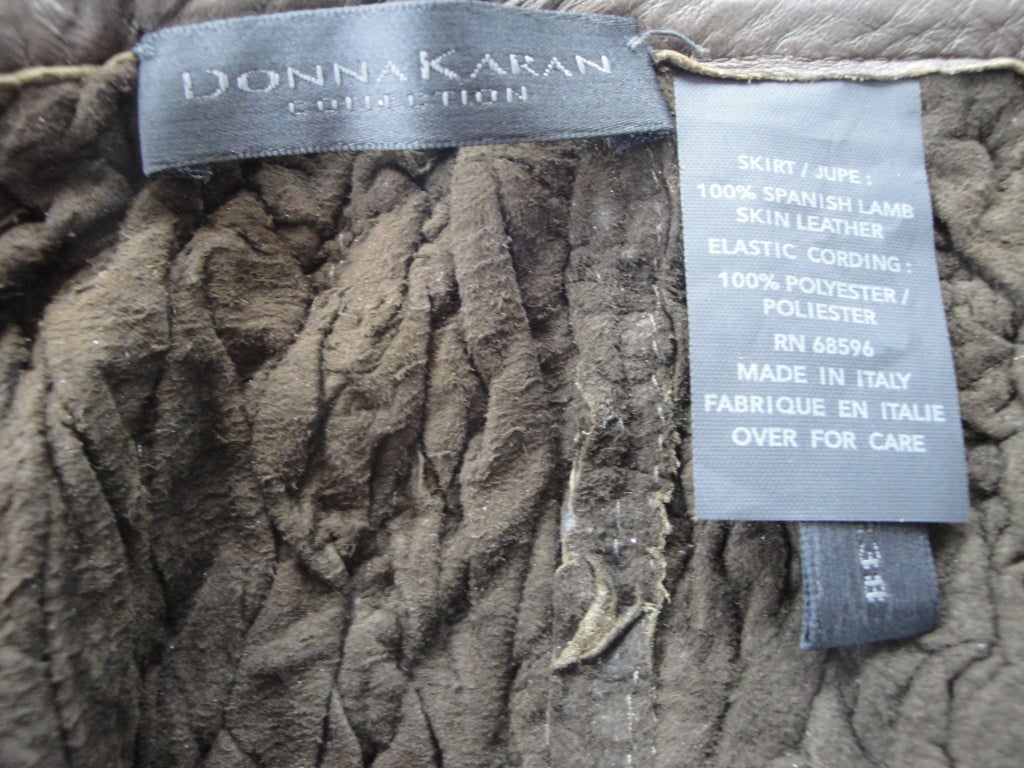 DONNA KARAN
COLLECTION
SKIRT / JUPE :
100% SPANISH LAMB
SKIN LEATHER
ELASTIC CORDING :
100% POLYESTER /
POLIESTER
RN 68596
MADE IN ITALY
FABRIQUE EN ITALIE
OVER FOR CARE